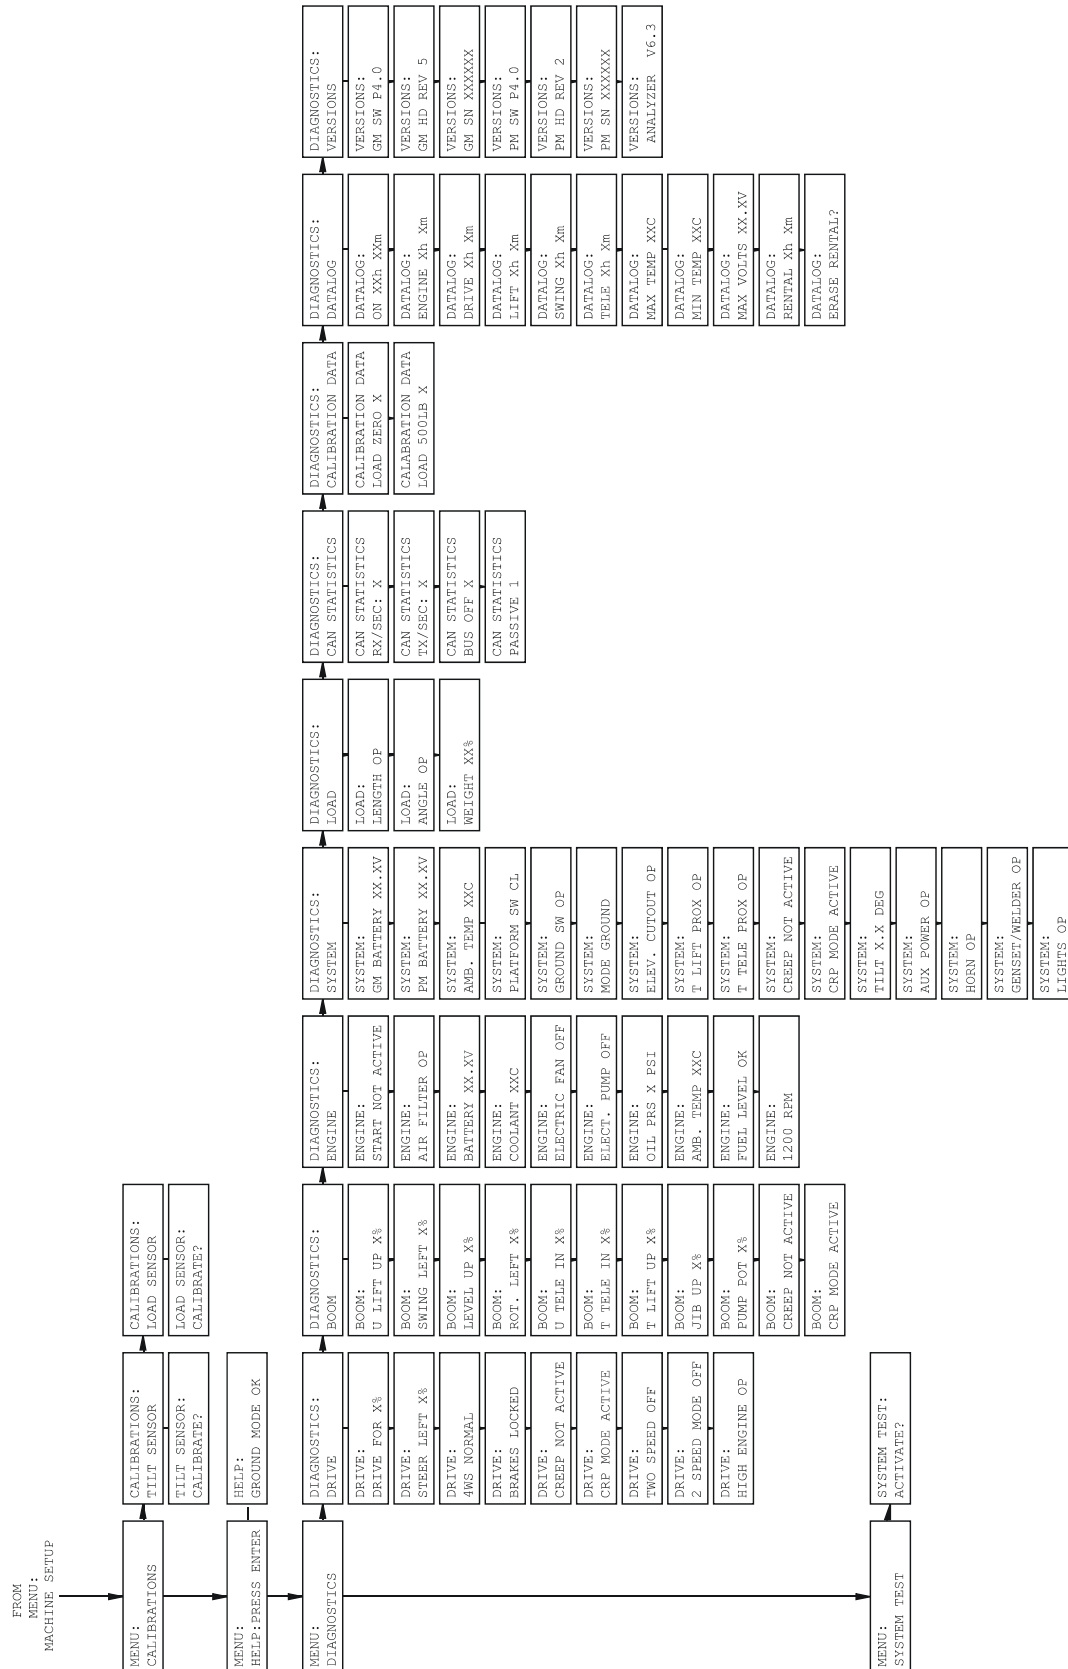 FROM
MENU:
MACHINE SETUP
MENU:
CALIBRATIONS
CALIBRATIONS:
TILT SENSOR
TILT SENSOR:
CALIBRATE?
CALIBRATIONS:
LOAD SENSOR
LOAD SENSOR:
CALIBRATE?
MENU:
HELP:PRESS ENTER
HELP:
GROUND MODE OK
MENU:
DIAGNOSTICS
DIAGNOSTICS:
DRIVE
DRIVE:
DRIVE FOR X%
DRIVE:
STEER LEFT X%
DRIVE:
4WS NORMAL
DRIVE:
BRAKES LOCKED
DRIVE:
CREEP NOT ACTIVE
DRIVE:
CRP MODE ACTIVE
DRIVE:
TWO SPEED OFF
DRIVE:
2 SPEED MODE OFF
DRIVE:
HIGH ENGINE OP
DIAGNOSTICS:
BOOM
BOOM:
U LIFT UP X%
BOOM:
SWING LEFT X%
BOOM:
LEVEL UP X%
BOOM:
ROT. LEFT X%
BOOM:
U TELE IN X%
BOOM:
T TELE IN X%
BOOM:
T LIFT UP X%
BOOM:
JIB UP X%
BOOM:
PUMP POT X%
BOOM:
CREEP NOT ACTIVE
BOOM:
CRP MODE ACTIVE
DIAGNOSTICS:
ENGINE
ENGINE:
START NOT ACTIVE
ENGINE:
AIR FILTER OP
ENGINE:
BATTERY XX.XV
ENGINE:
COOLANT XXC
ENGINE:
ELECTRIC FAN OFF
ENGINE:
ELECT. PUMP OFF
ENGINE:
OIL PRS X PSI
ENGINE:
AMB. TEMP XXC
ENGINE:
FUEL LEVEL OK
ENGINE:
1200 RPM
DIAGNOSTICS:
SYSTEM
SYSTEM:
GM BATTERY XX.XV
SYSTEM:
PM BATTERY XX.XV
SYSTEM:
AMB. TEMP XXC
SYSTEM:
PLATFORM SW CL
SYSTEM:
GROUND SW OP
SYSTEM:
MODE GROUND
SYSTEM:
ELEV. CUTOUT OP
SYSTEM:
T LIFT PROX OP
SYSTEM:
T TELE PROX OP
SYSTEM:
CREEP NOT ACTIVE
SYSTEM:
CRP MODE ACTIVE
SYSTEM:
TILT X.X DEG
SYSTEM:
AUX POWER OP
SYSTEM:
HORN OP
SYSTEM:
GENSET/WELDER OP
SYSTEM:
LIGHTS OP
DIAGNOSTICS:
LOAD
LOAD:
LENGTH OP
LOAD:
ANGLE OP
LOAD:
WEIGHT XX%
DIAGNOSTICS:
CAN STATISTICS
CAN STATISTICS
RX/SEC: X
CAN STATISTICS
TX/SEC: X
CAN STATISTICS
BUS OFF X
CAN STATISTICS
PASSIVE 1
DIAGNOSTICS:
CALIBRATION DATA
CALIBRATION DATA
LOAD ZERO X
CALABRATION DATA
LOAD 500LB X
DIAGNOSTICS:
DATALOG
DATALOG:
ON XXh XXm
DATALOG:
ENGINE Xh Xm
DATALOG:
DRIVE Xh Xm
DATALOG:
LIFT Xh Xm
DATALOG:
SWING Xh Xm
DATALOG:
TELE Xh Xm
DATALOG:
MAX TEMP XXC
DATALOG:
MIN TEMP XXC
DATALOG:
MAX VOLTS XX.XV
DATALOG:
RENTAL Xh Xm
DATALOG:
ERASE RENTAL?
DIAGNOSTICS:
VERSIONS
VERSIONS:
GM SW P4.0
VERSIONS:
GM HD REV 5
VERSIONS:
GM SN XXXXXX
VERSIONS:
PM SW P4.0
VERSIONS:
PM HD REV 2
VERSIONS:
PM SN XXXXXX
VERSIONS:
ANALYZER V6.3
MENU:
SYSTEM TEST
SYSTEM TEST:
ACTIVATE?